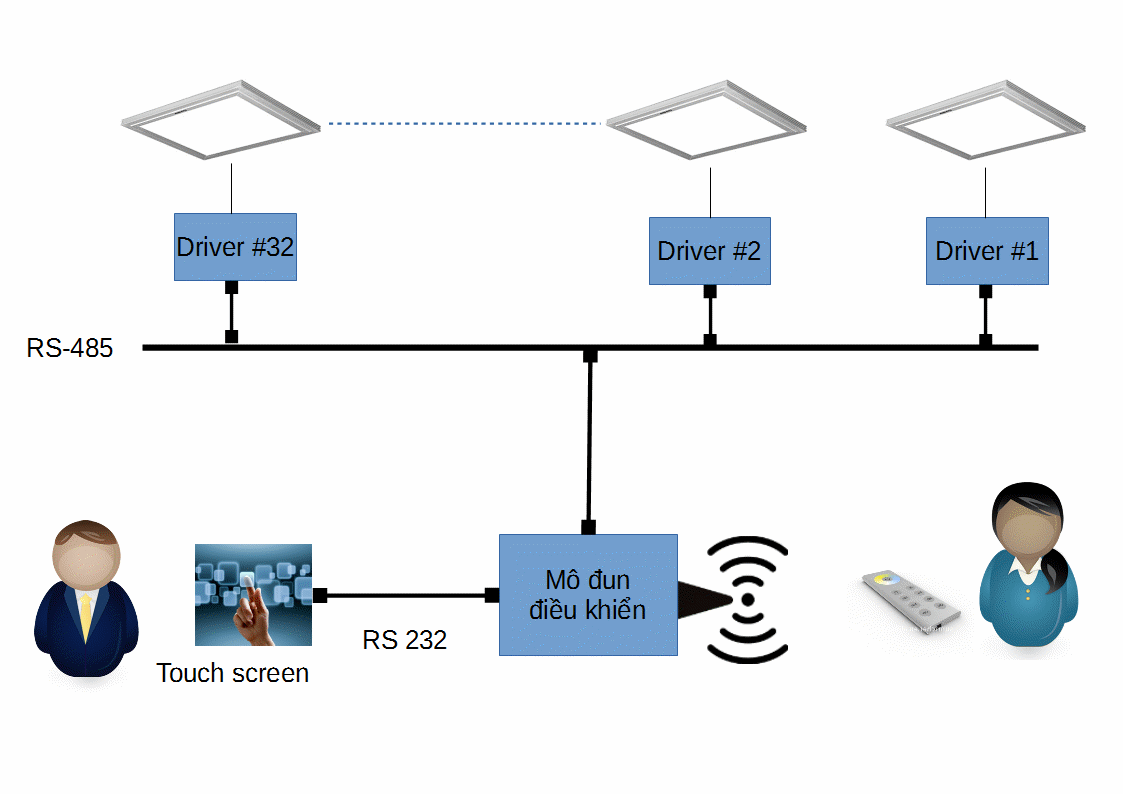 Driver #32
Driver #2
Driver #1
RS-485
Mô đun
điều khiển
RS 232
Touch screen